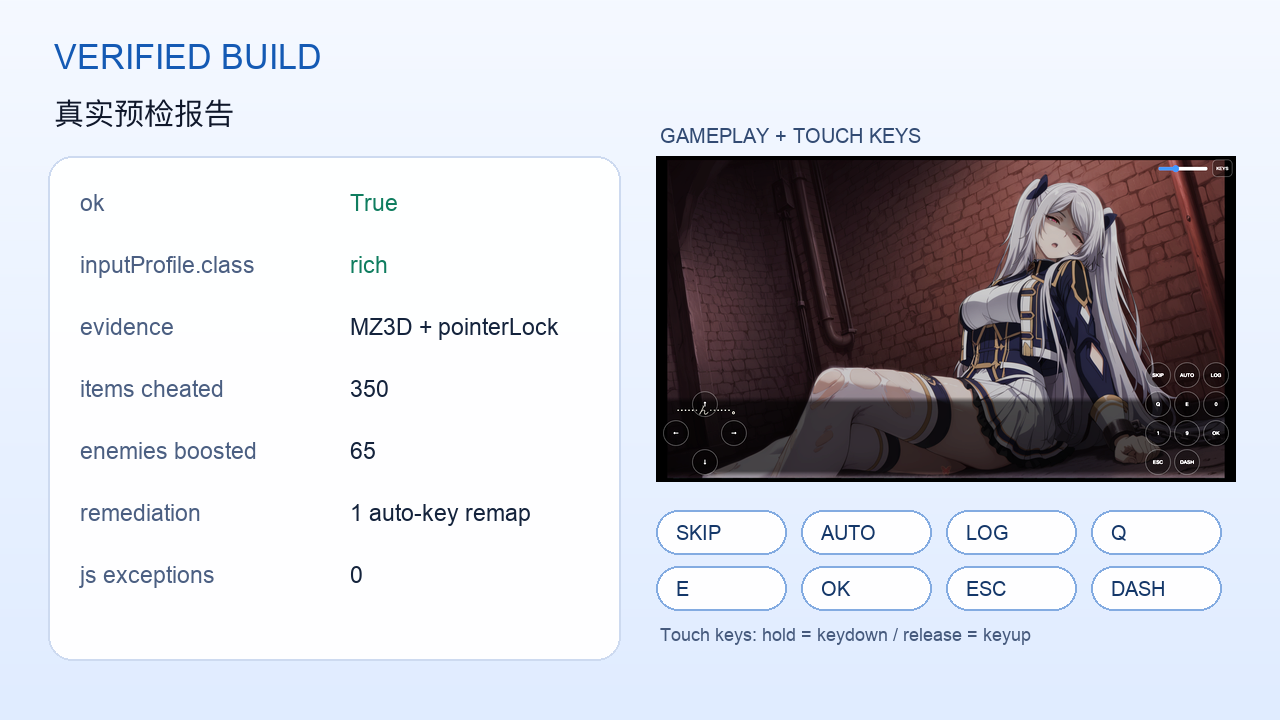 VERIFIED BUILD
真实预检报告
ok True
inputProfile.class rich
evidence MZ3D + pointerLock
items cheated 350
enemies boosted 65
remediation 1 auto-key remap
js exceptions 0
GAMEPLAY + TOUCH KEYS
KEYS
SKIP AUTO LOG
……ん……。
↑
Q E 0
← →
1 9 OK
↓
ESC DASH
SKIP AUTO LOG Q
E OK ESC DASH
Touch keys: hold = keydown / release = keyup